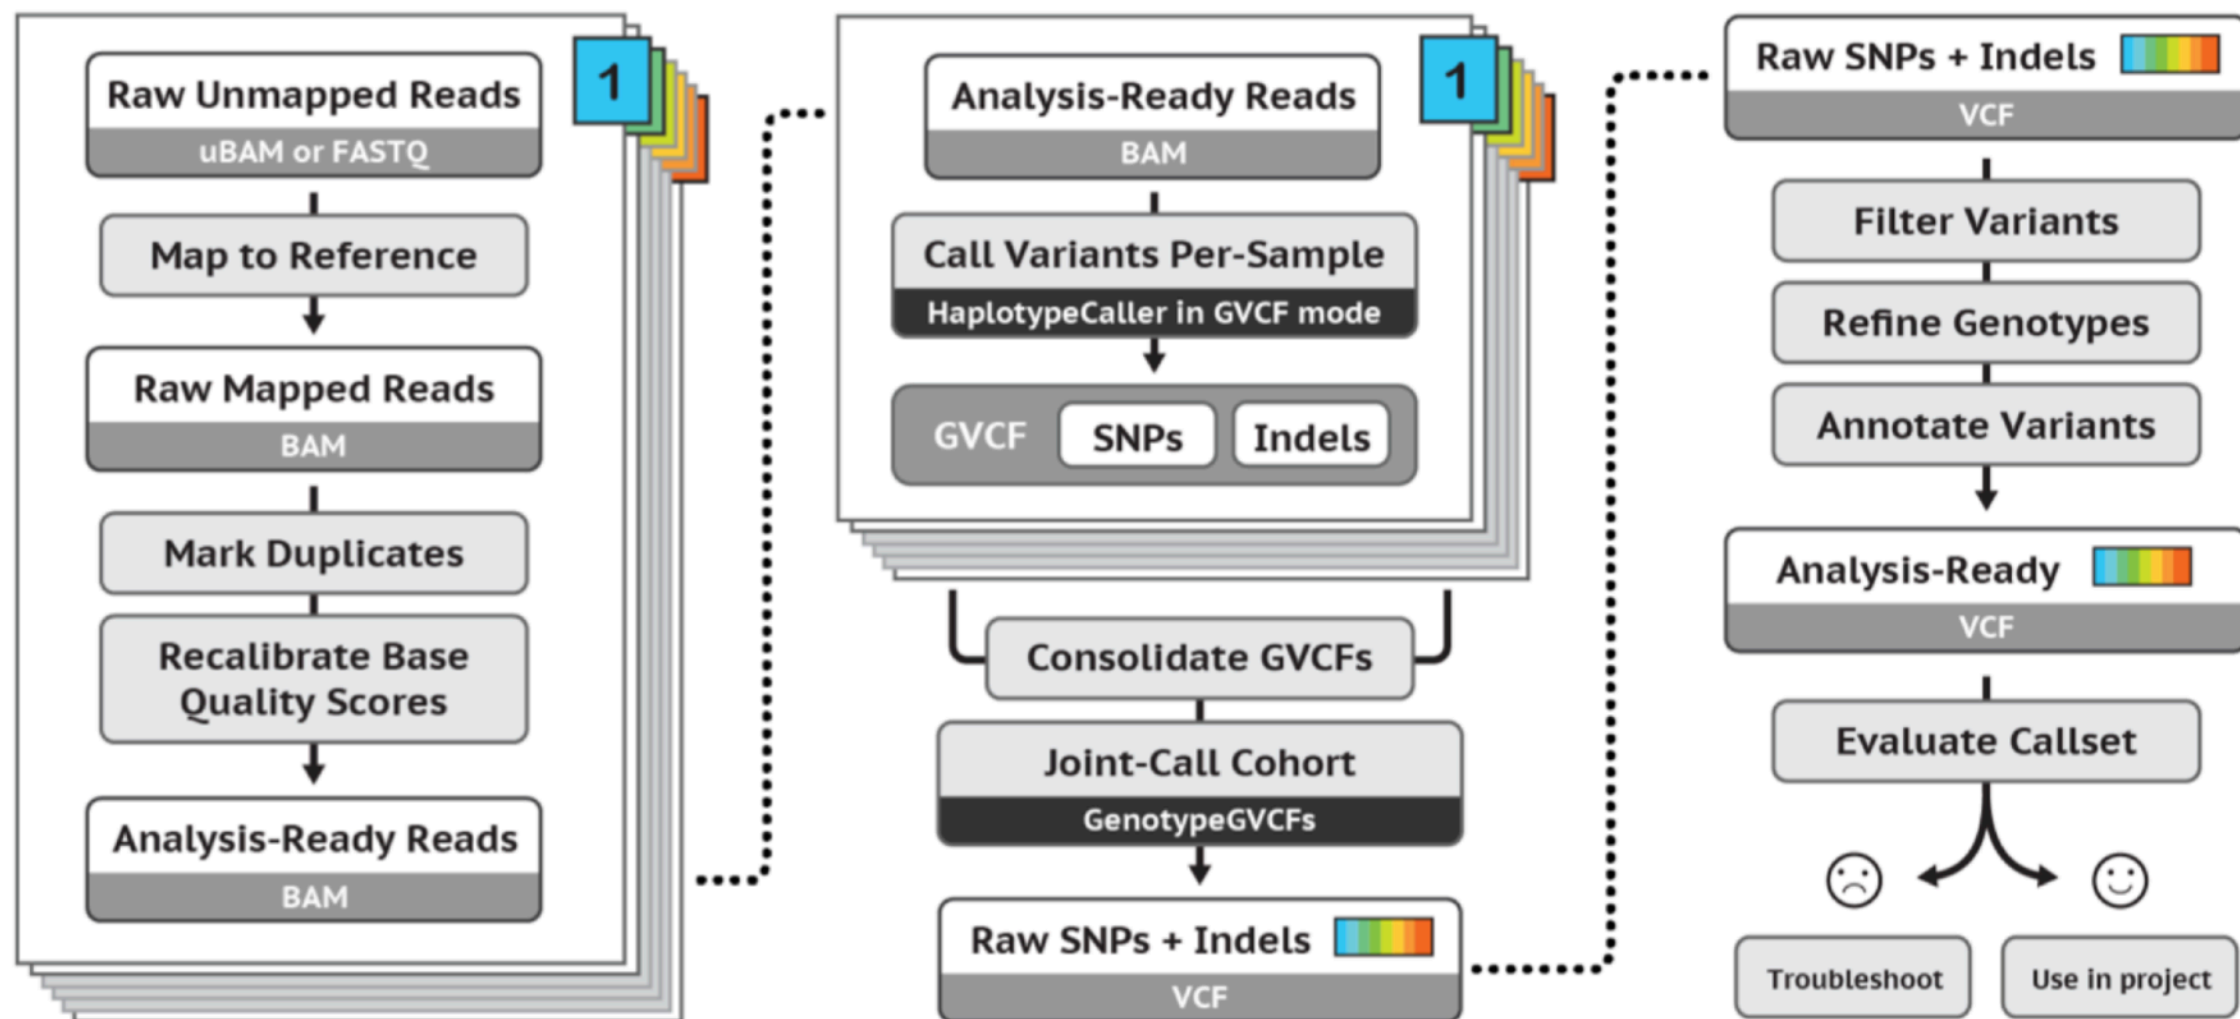 1
Raw Unmapped Reads
uBAM or FASTQ
Map to Reference
Raw Mapped Reads
BAM
Mark Duplicates
Recalibrate Base
Quality Scores
Analysis-Ready Reads
BAM
1
Analysis-Ready Reads
BAM
Call Variants Per-Sample
HaplotypeCaller in GVCF mode
GVCF SNPs Indels
Consolidate GVCFs
Joint-Call Cohort
GenotypeGVCFs
Raw SNPs + Indels
VCF
Raw SNPs + Indels
VCF
Filter Variants
Refine Genotypes
Annotate Variants
Analysis-Ready
VCF
Evaluate Callset
Troubleshoot
Use in project